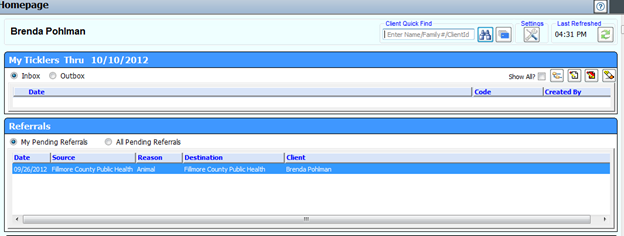 Homepage
Client Quick Find Settings Last Refreshed
Brenda Pohlman Enter Name/Family #/ClientId 04:31 PM
My Ticklers Thru 10/10/2012
Inbox Outbox Show All?
Date Code Created By
Referrals
My Pending Referrals All Pending Referrals
Date Source Reason Destination Client
09/26/2012 Fillmore County Public Health Animal Fillmore County Public Health Brenda Pohlman